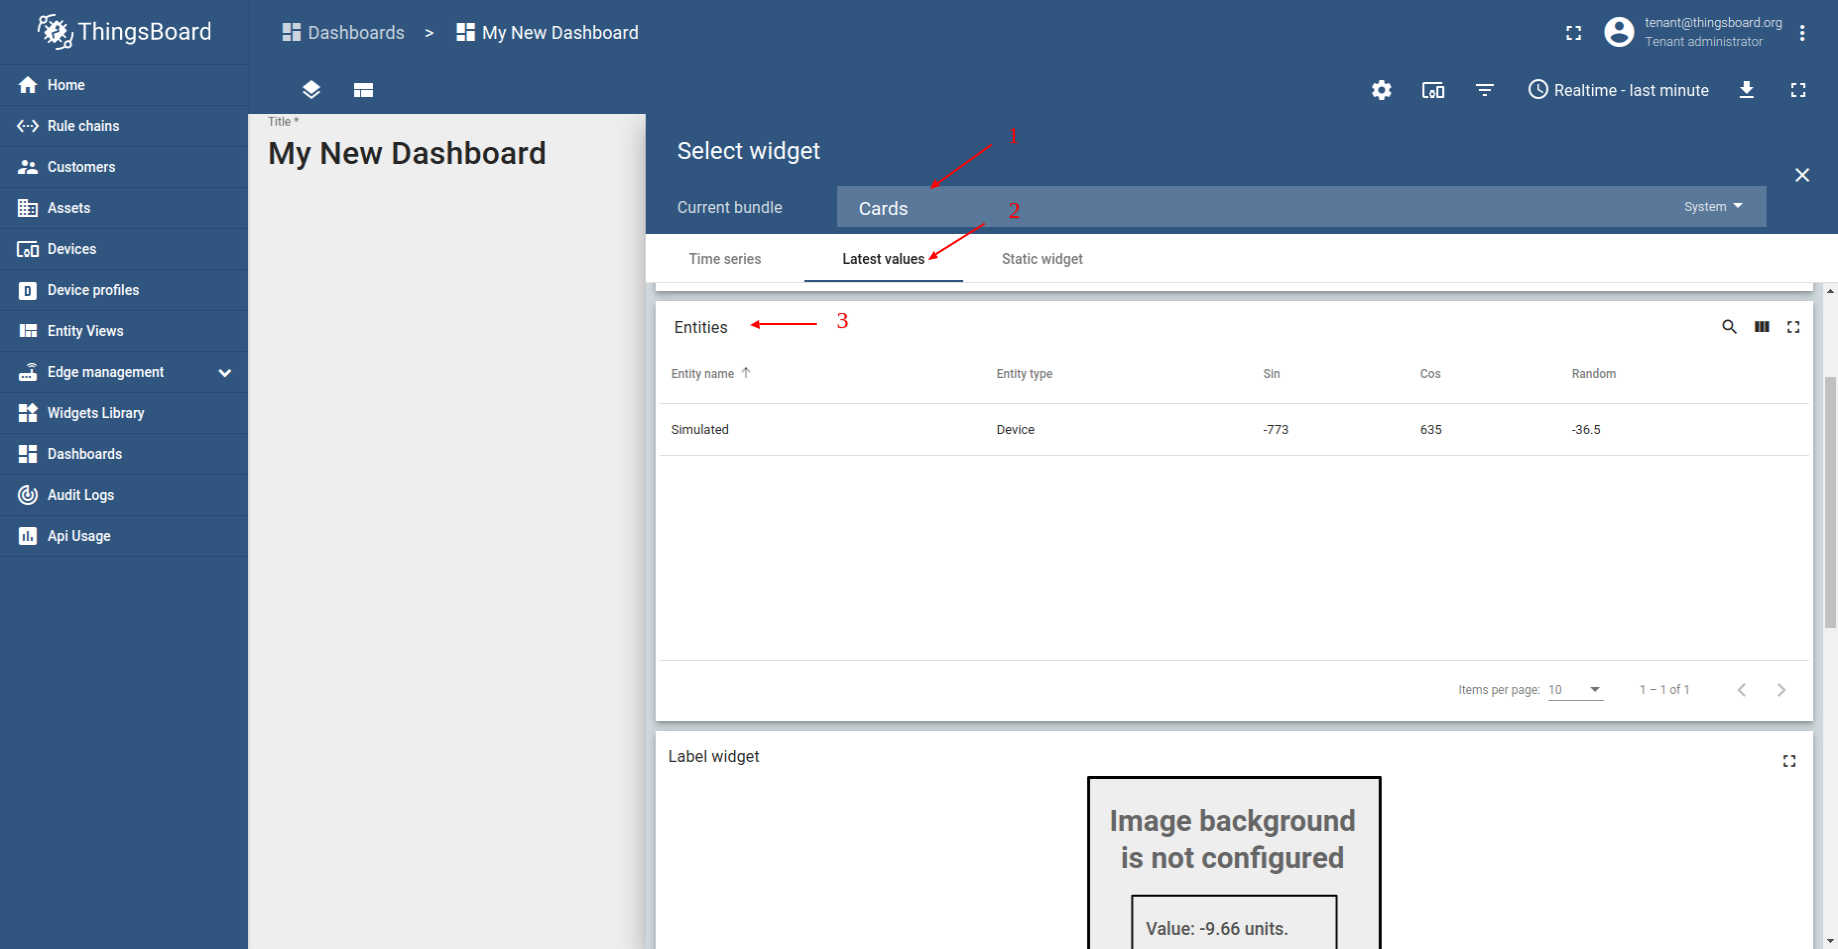 ThingsBoard
Dashboards > My New Dashboard
tenant@thingsboard.org
Tenant administrator
Home
Rule chains
Customers
Assets
Devices
Device profiles
Entity Views
Edge management
Widgets Library
Dashboards
Audit Logs
Api Usage
Realtime - last minute
Title *
My New Dashboard
Select widget
1
Current bundle
Cards
System
2
Time series
Latest values
Static widget
Entities
3
Entity name
Entity type
Sin
Cos
Random
Simulated
Device
-773
635
-36.5
Items per page: 10
1 – 1 of 1
Label widget
Image background
is not configured
Value: -9.66 units.